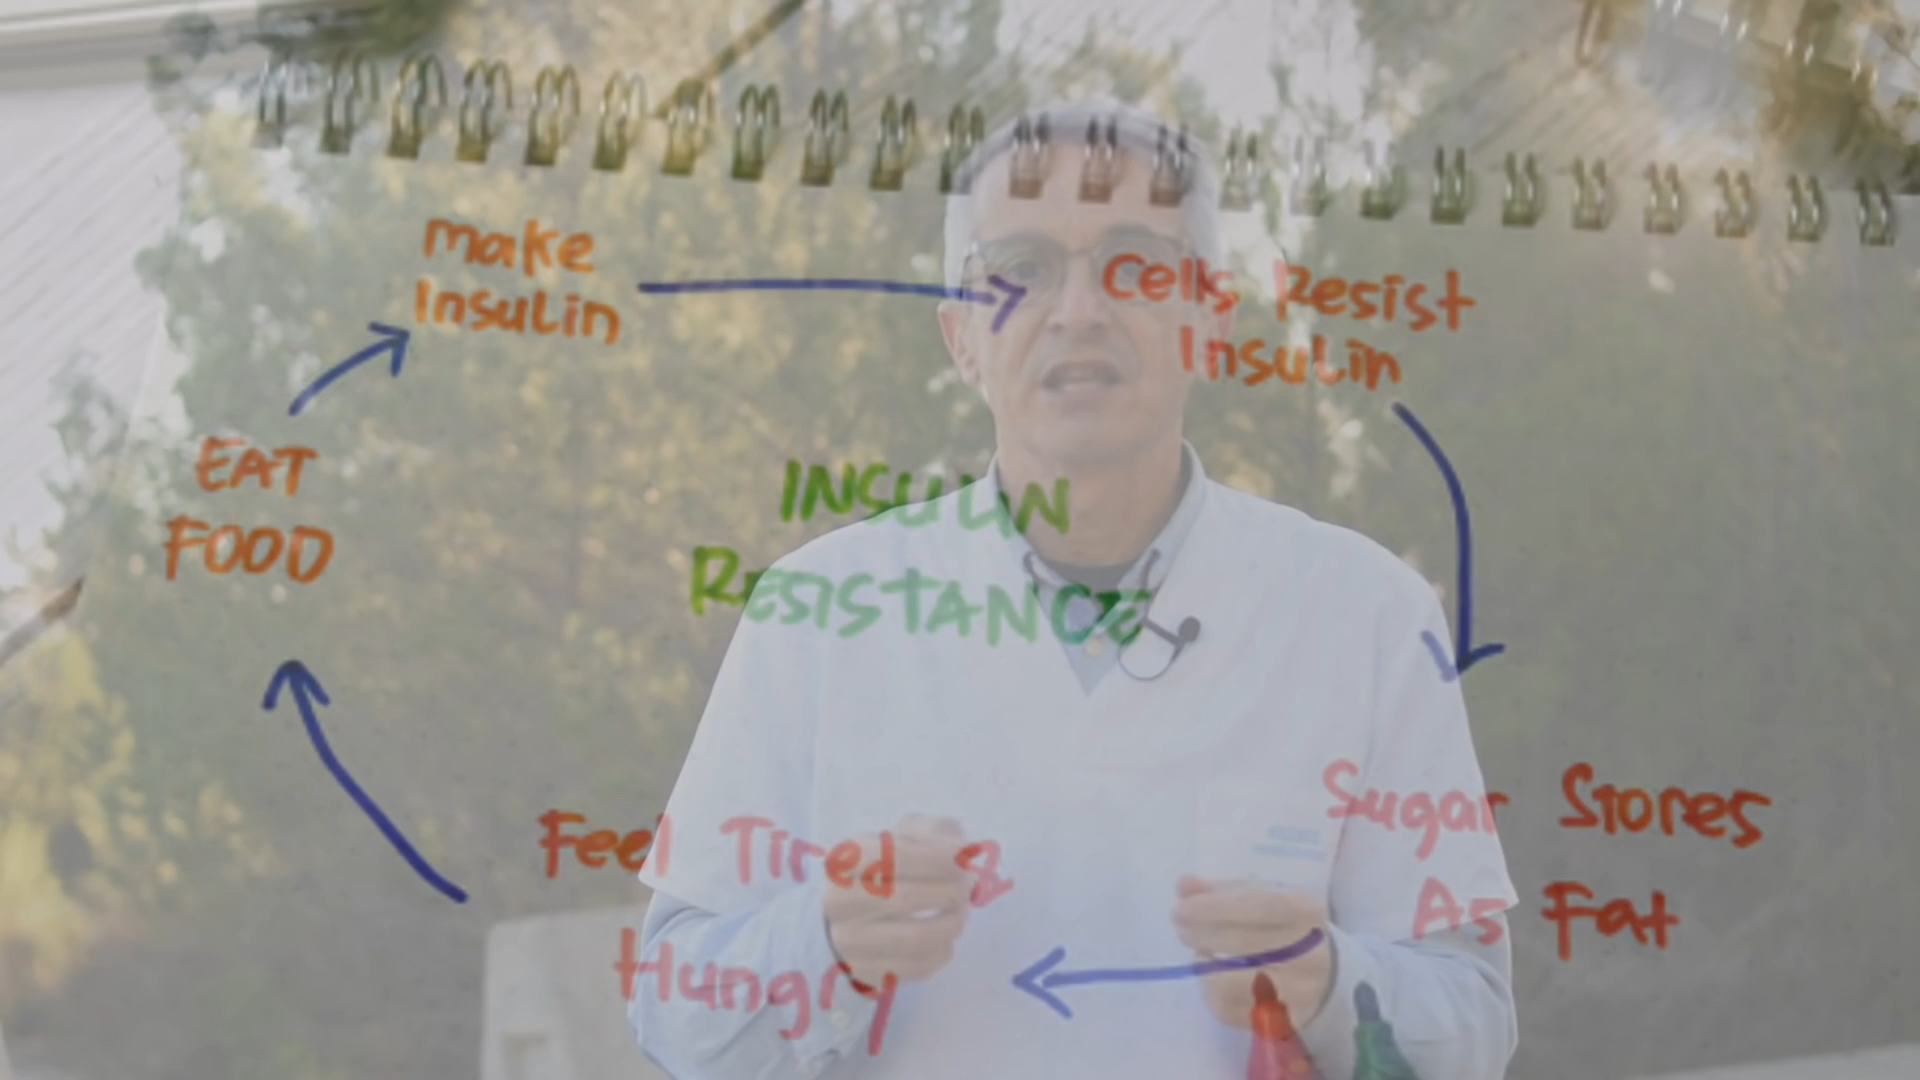 make
Insulin
Cells Resist
Insulin
EAT
FOOD
INSULIN
RESISTANCE
Sugar Stores
As Fat
Feel Tired &
Hungry